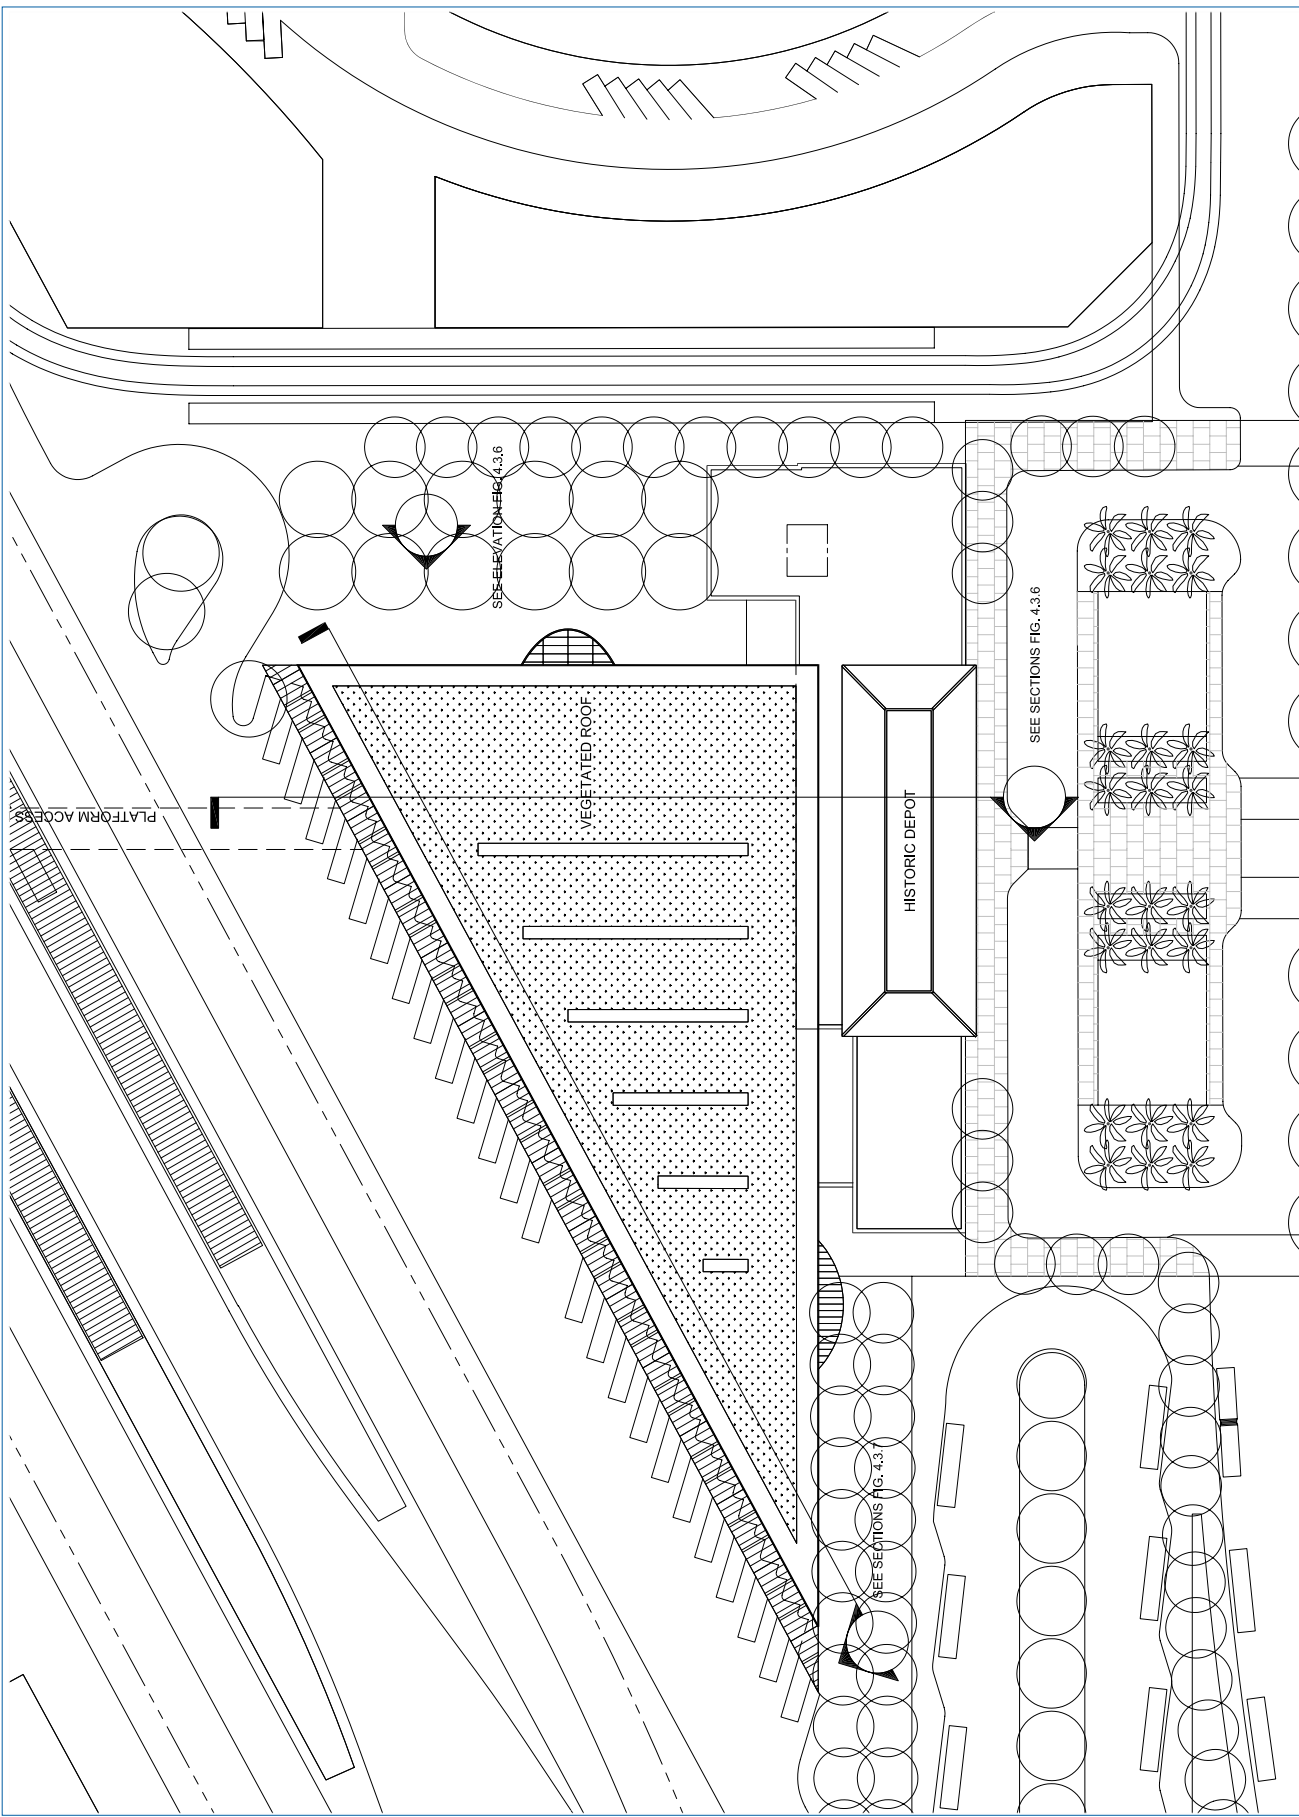 SEE ELEVATION FIG. 4.3.6
SEE SECTIONS FIG. 4.3.6
VEGETATED ROOF
PLATFORM ACCESS
HISTORIC DEPOT
SEE SECTIONS FIG. 4.3.7